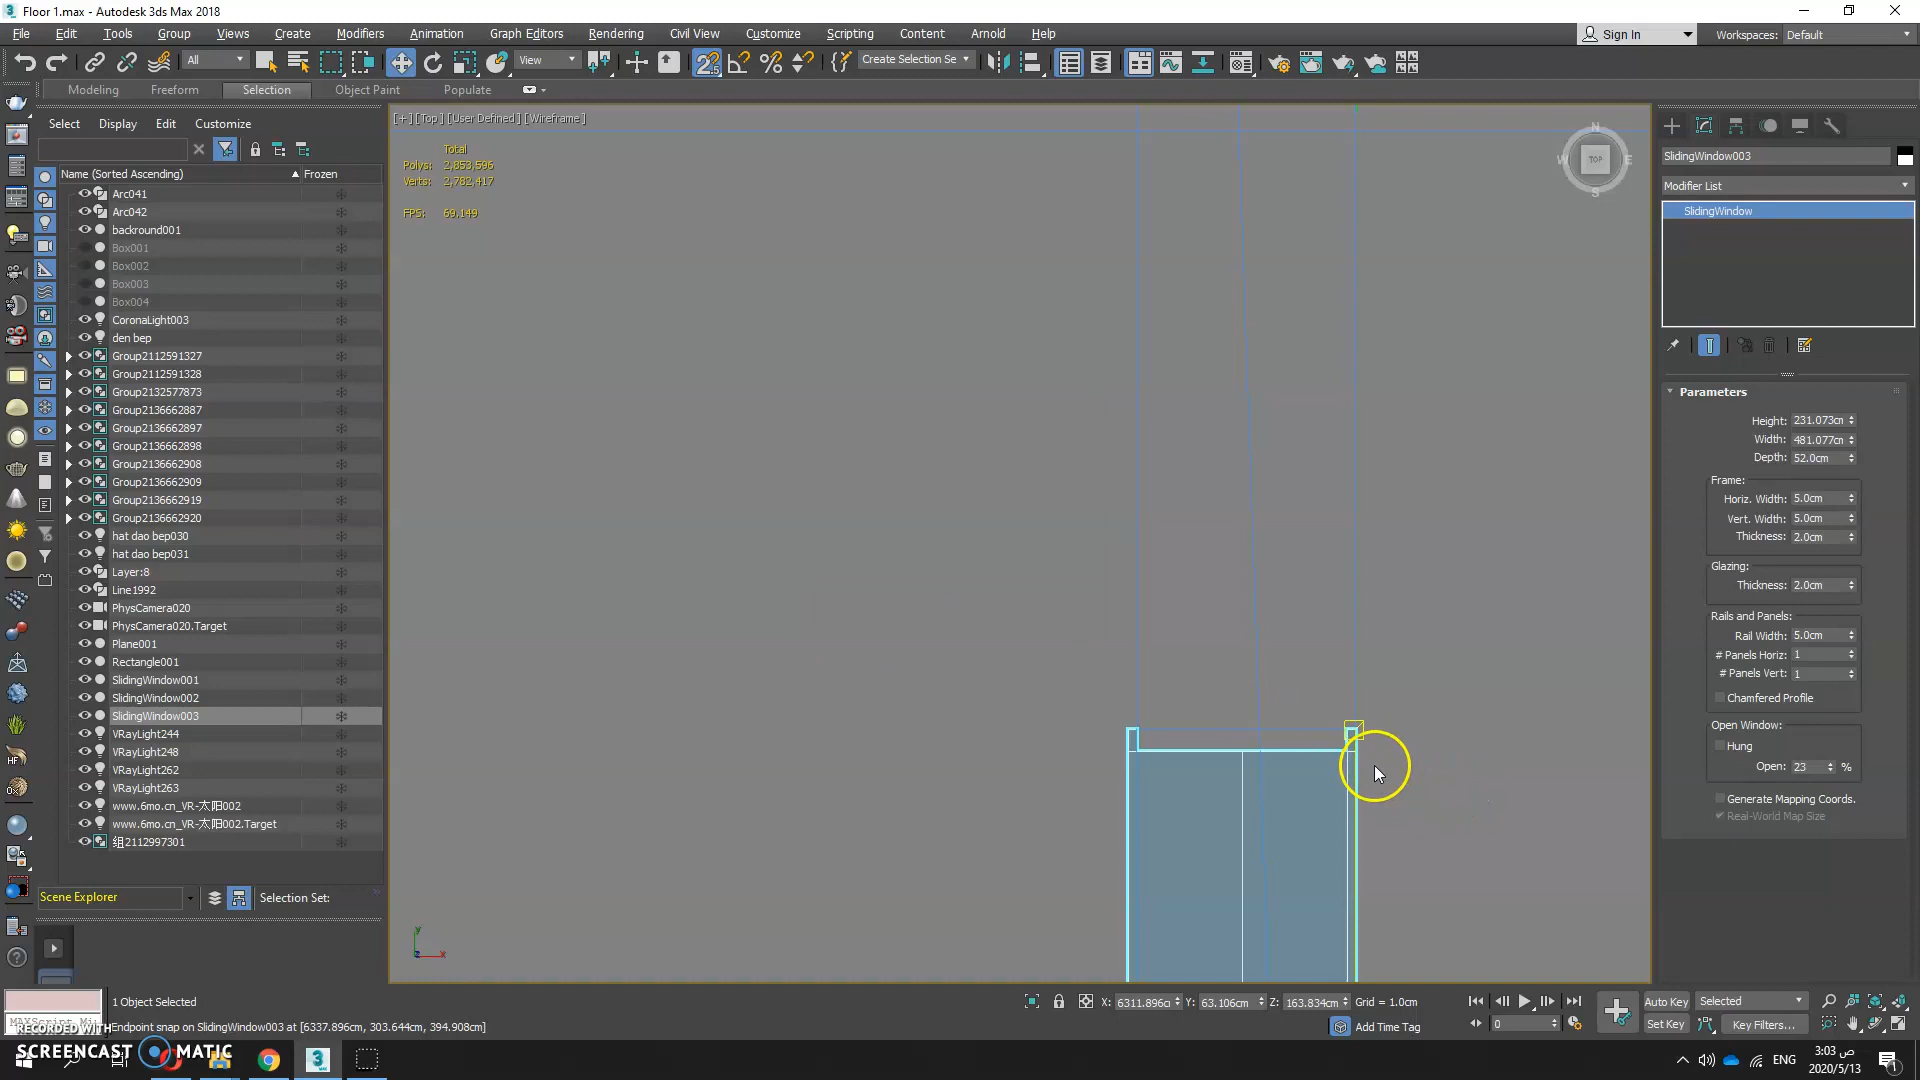 Floor 1.max - Autodesk 3ds Max 2018
File Edit Tools Group Views Create Modifiers Animation Graph Editors Rendering Civil View Customize Scripting Content Arnold Help
Sign In Workspaces: Default
All View Create Selection Se
Modeling Freeform Selection Object Paint Populate
Select Display Edit Customize
[+] [Top] [User Defined] [Wireframe]
Total
Polys: 2,853,596
Verts: 2,782,417
FPS: 69.149
N
W TOP E
S
Name (Sorted Ascending) Frozen
Arc041
Arc042
backround001
Box001
Box002
Box003
Box004
CoronaLight003
den bep
Group2112591327
Group2112591328
Group2132577873
Group2136662887
Group2136662897
Group2136662898
Group2136662908
Group2136662909
Group2136662919
Group2136662920
hat dao bep030
hat dao bep031
Layer:8
Line1992
PhysCamera020
PhysCamera020.Target
Plane001
Rectangle001
SlidingWindow001
SlidingWindow002
SlidingWindow003
VRayLight244
VRayLight248
VRayLight262
VRayLight263
www.6mo.cn_VR-太阳002
www.6mo.cn_VR-太阳002.Target
组2112997301
Scene Explorer Selection Set:
SlidingWindow003
Modifier List
SlidingWindow
Parameters
Height: 231.073cm
Width: 481.077cm
Depth: 52.0cm
Frame:
Horiz. Width: 5.0cm
Vert. Width: 5.0cm
Thickness: 2.0cm
Glazing:
Thickness: 2.0cm
Rails and Panels:
Rail Width: 5.0cm
# Panels Horiz: 1
# Panels Vert: 1
Chamfered Profile
Open Window:
Hung
Open: 23 %
Generate Mapping Coords.
Real-World Map Size
y
x
z
1 Object Selected
X: 6311.896c Y: 63.106cm Z: 163.834cm Grid = 1.0cm
Auto Key Selected
Endpoint snap on SlidingWindow003 at [6337.896cm, 303.644cm, 394.908cm]
Add Time Tag
0
Set Key Key Filters...
MAXScript Mi
RECORDED WITH
SCREENCAST MATIC
3 MAX
ENG
3:03 ص
2020/5/13